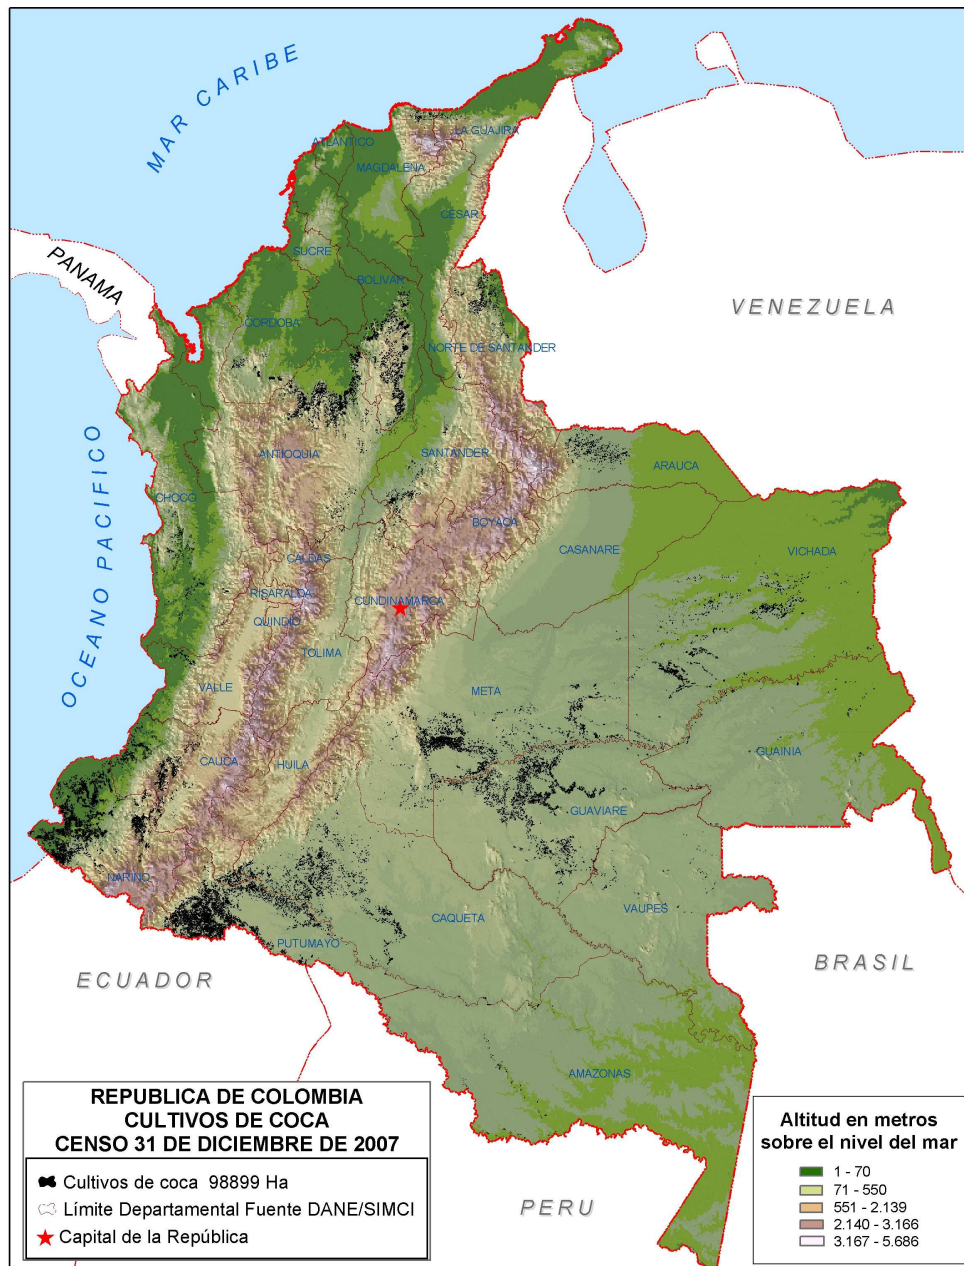 MAR CARIBE
LA GUAJIRA
ATLANTICO
MAGDALENA
CESAR
SUCRE
PANAMA
BOLIVAR
VENEZUELA
CORDOBA
NORTE DE SANTANDER
OCEANO PACIFICO
ANTIOQUIA
SANTANDER
ARAUCA
CHOCO
BOYACA
CASANARE
VICHADA
CALDAS
RISARALDA
CUNDINAMARCA
QUINDIO
TOLIMA
VALLE
META
CAUCA
HUILA
GUAINIA
GUAVIARE
NARIÑO
CAQUETA
VAUPES
PUTUMAYO
ECUADOR
BRASIL
AMAZONAS
PERU
REPUBLICA DE COLOMBIA
CULTIVOS DE COCA
CENSO 31 DE DICIEMBRE DE 2007
Cultivos de coca 98899 Ha
Límite Departamental Fuente DANE/SIMCI
Capital de la República
Altitud en metros
sobre el nivel del mar
1 - 70
71 - 550
551 - 2.139
2.140 - 3.166
3.167 - 5.686